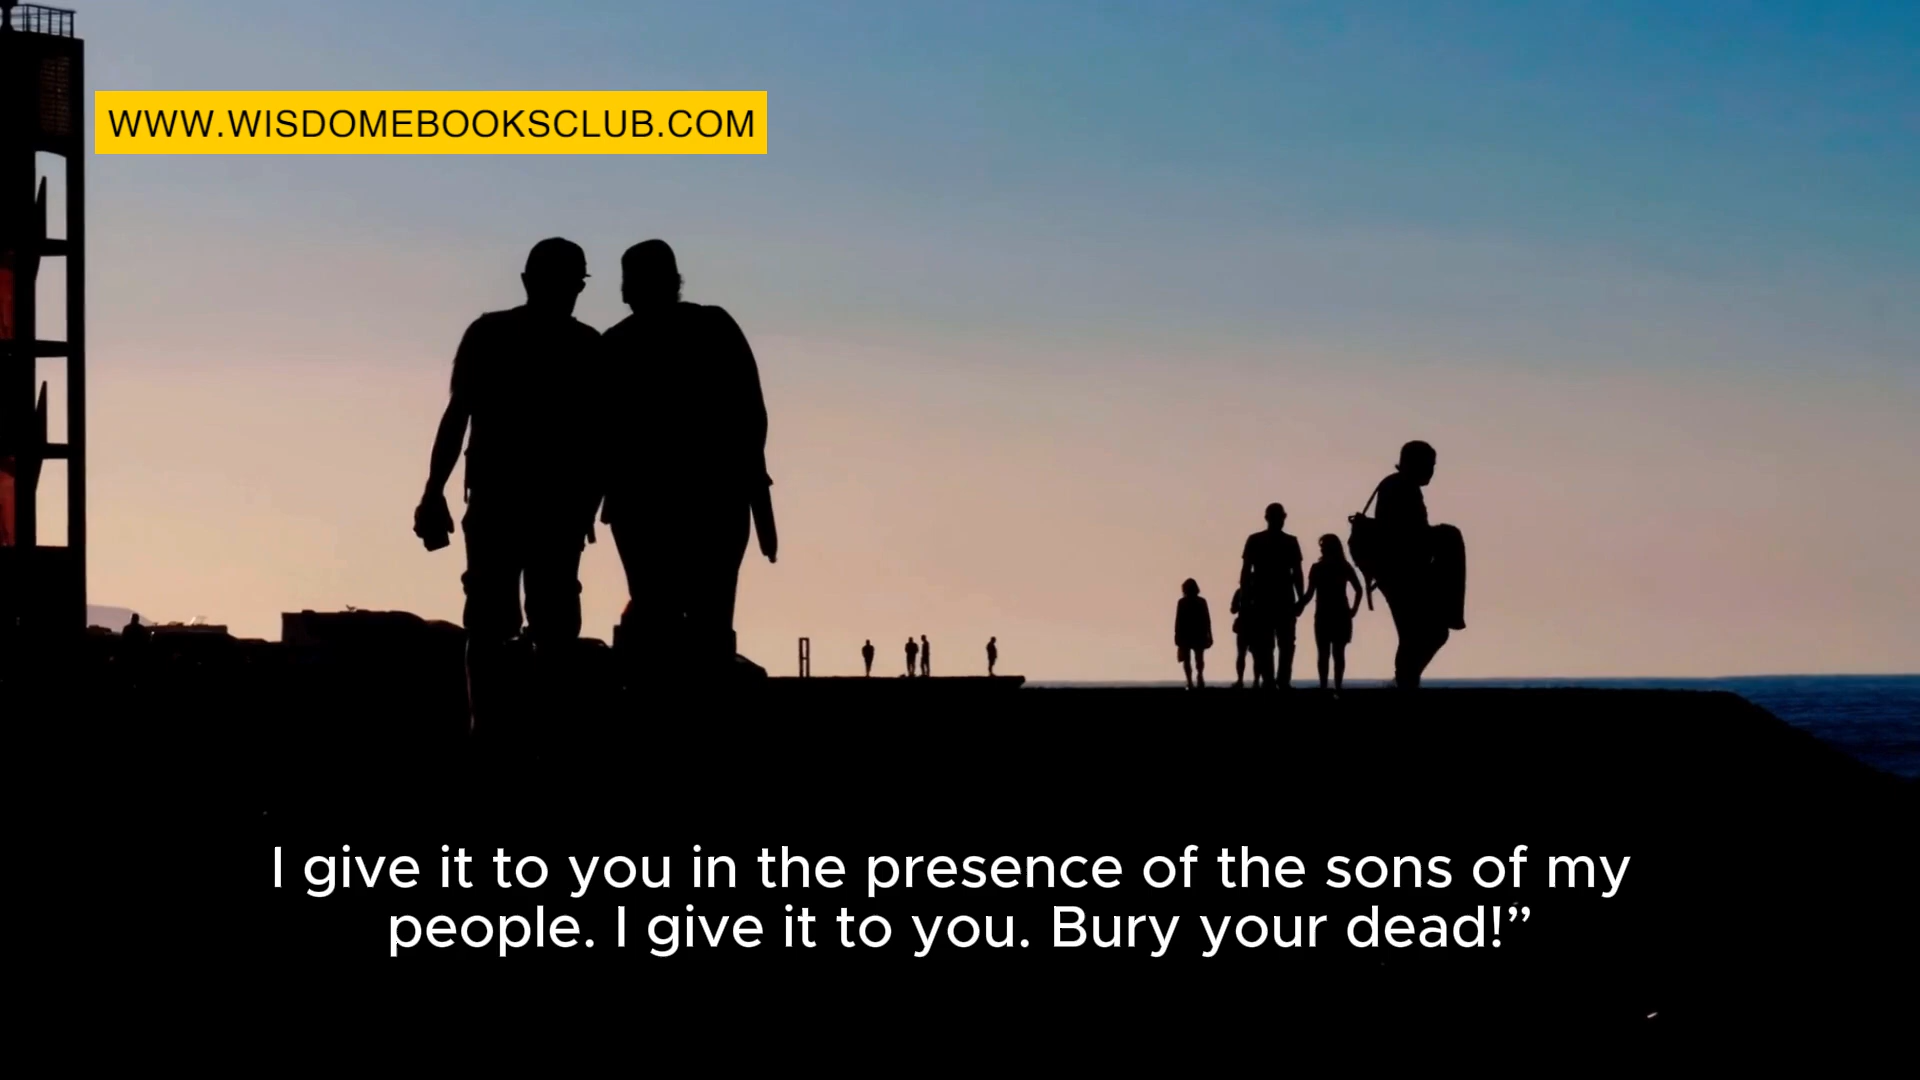 WWW.WISDOMEBOOKSCLUB.COM
I give it to you in the presence of the sons of my
people. I give it to you. Bury your dead!”